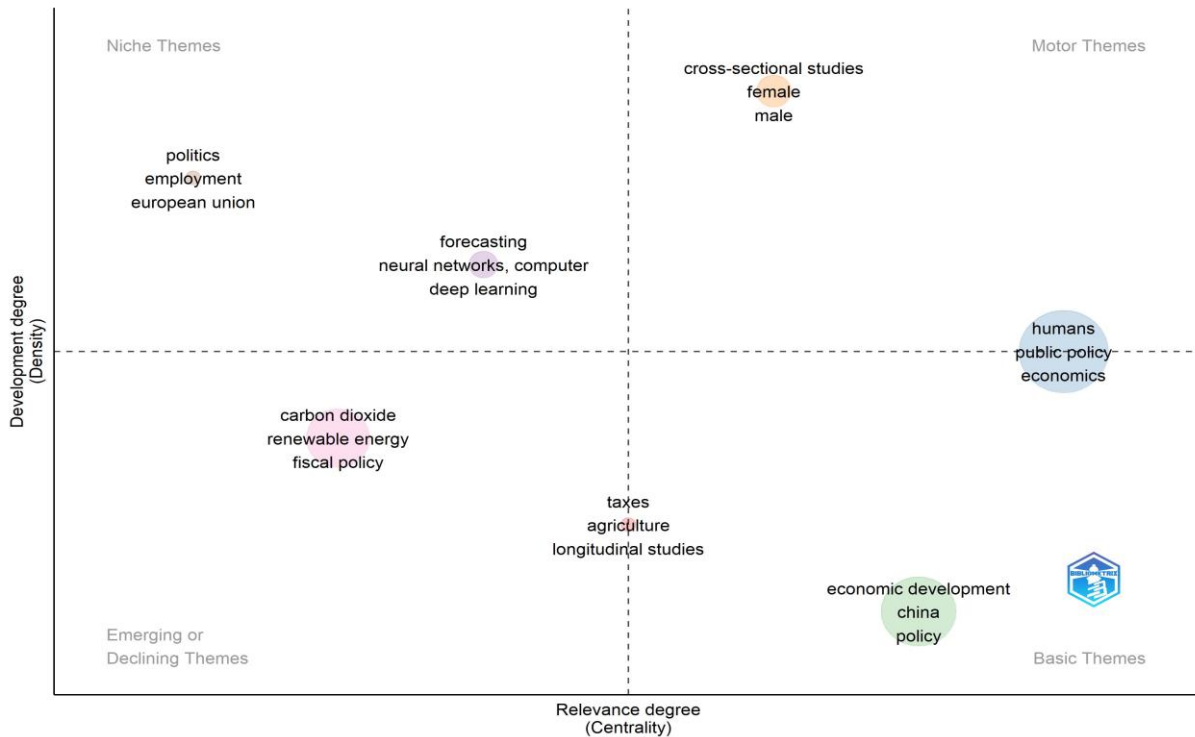 Niche Themes
Motor Themes
cross-sectional studies
female
male
politics
employment
european union
forecasting
neural networks, computer
deep learning
humans
public policy
economics
Development degree
(Density)
carbon dioxide
renewable energy
fiscal policy
taxes
agriculture
longitudinal studies
economic development
china
policy
BIBLIOMETRIX
Emerging or
Declining Themes
Basic Themes
Relevance degree
(Centrality)